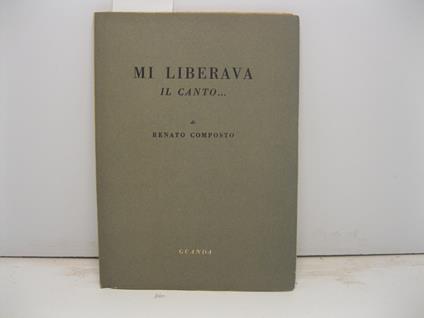 MI LIBERAVA
IL CANTO...
di
RENATO COMPOSTO
GUANDA